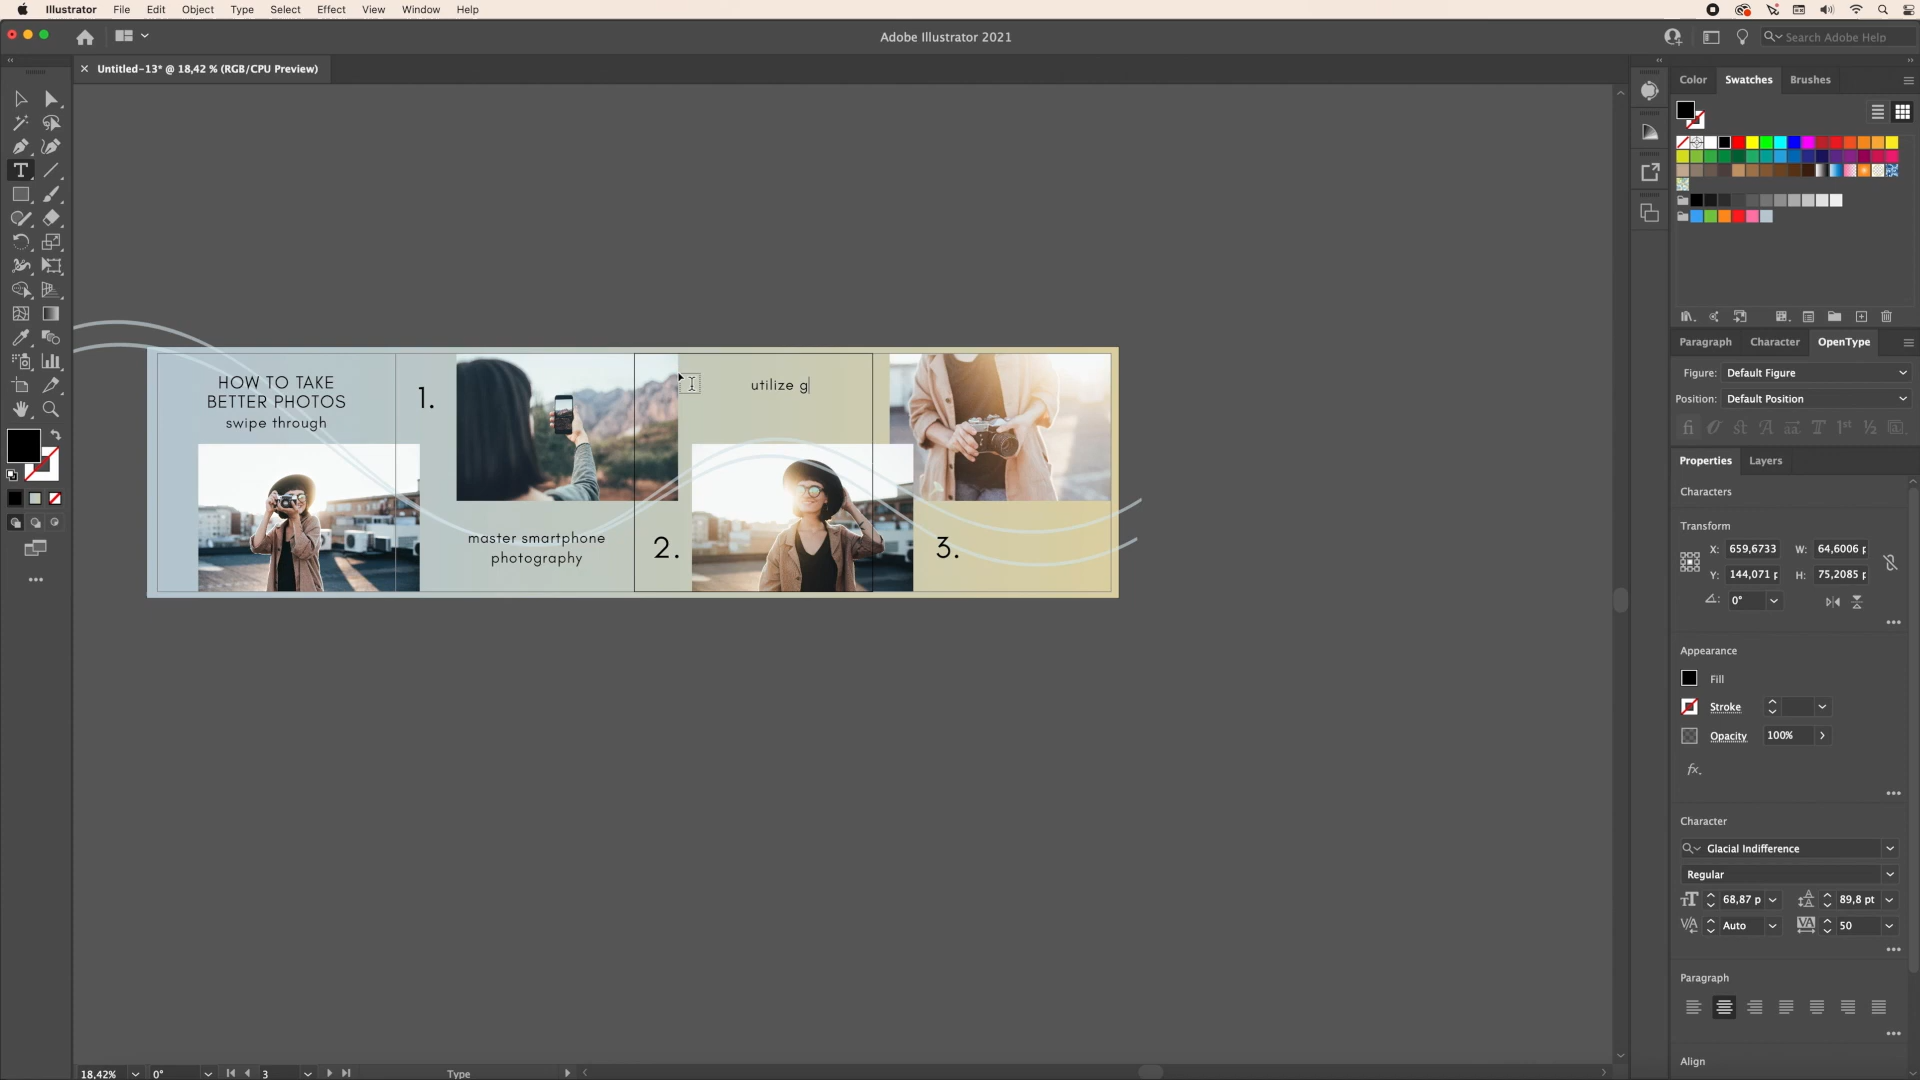 Illustrator File Edit Object Type Select Effect View Window Help
Adobe Illustrator 2021
Search Adobe Help
Untitled-13* @ 18,42 % (RGB/CPU Preview)
Color Swatches Brushes
HOW TO TAKE
BETTER PHOTOS
swipe through
1.
master smartphone
photography
2.
utilize g
3.
Paragraph Character OpenType
Figure: Default Figure
Position: Default Position
Properties Layers
Characters
Transform
X: 659,6733 W: 64,6006 p
Y: 144,071 p H: 75,2085 p
0°
Appearance
Fill
Stroke
Opacity 100%
fx.
Character
Glacial Indifference
Regular
68,87 p 89,8 pt
Auto 50
Paragraph
Align
18,42% 0° 3 Type